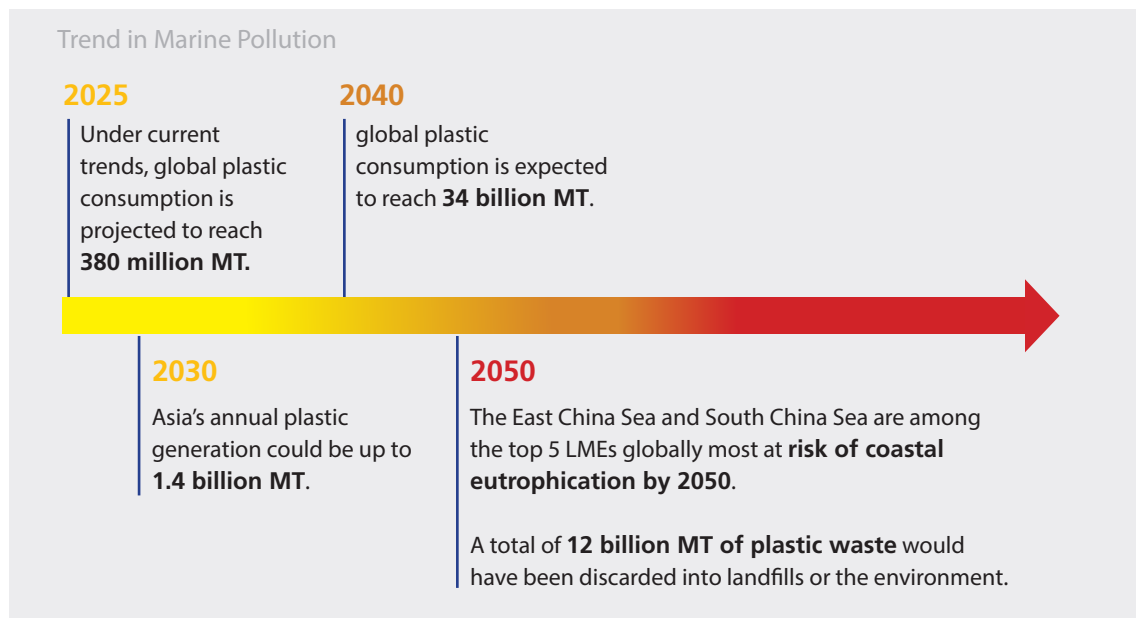 Trend in Marine Pollution
2025
Under current
trends, global plastic
consumption is
projected to reach
380 million MT.
2040
global plastic
consumption is expected
to reach 34 billion MT.
2030
Asia’s annual plastic
generation could be up to
1.4 billion MT.
2050
The East China Sea and South China Sea are among
the top 5 LMEs globally most at risk of coastal
eutrophication by 2050.
A total of 12 billion MT of plastic waste would
have been discarded into landfills or the environment.